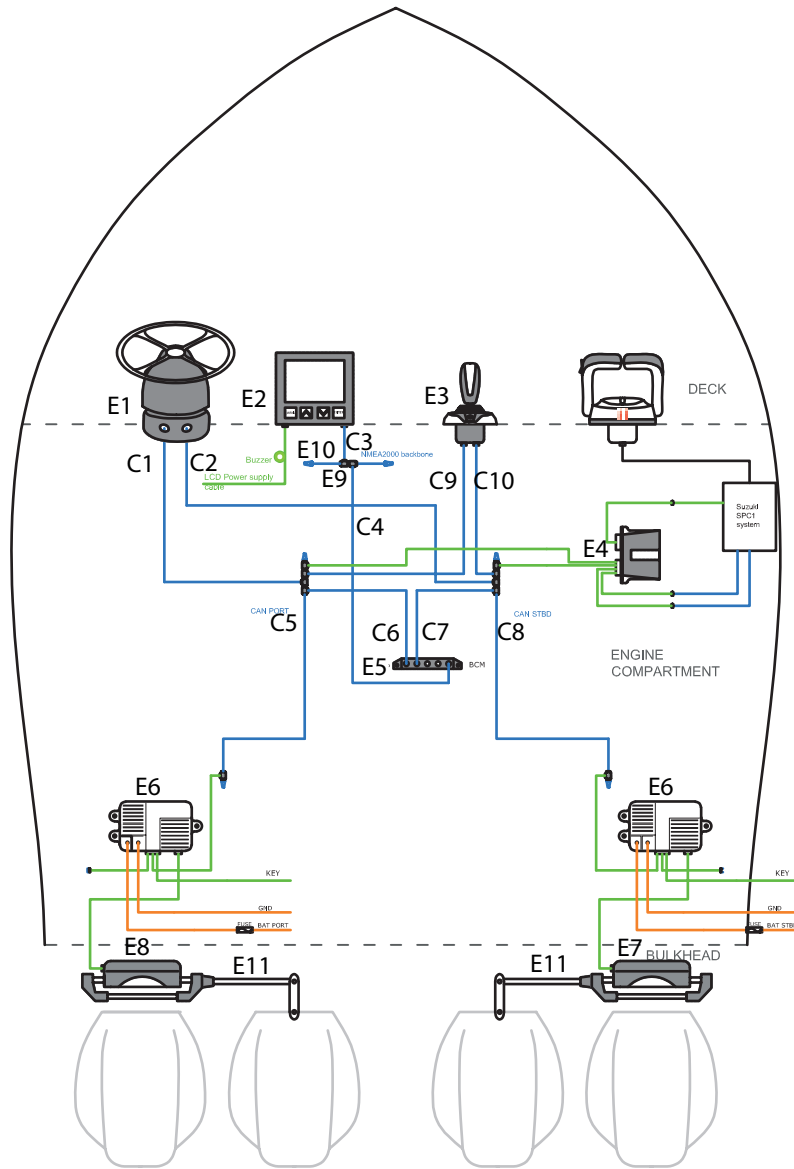 DECK
E1
E2
E3
C1
C2
Buzzer
E10
C3
NMEA2000 backbone
LCD Power supply
cable
E9
C9
C10
C4
Suzuki
SPC1
system
E4
CAN PORT
C5
C6
C7
C8
CAN STBD
E5
BCM
ENGINE
COMPARTMENT
E6
E6
KEY
KEY
GND
GND
FUSE
BAT PORT
FUSE
BAT STBD
E8
E11
E11
E7
BULKHEAD